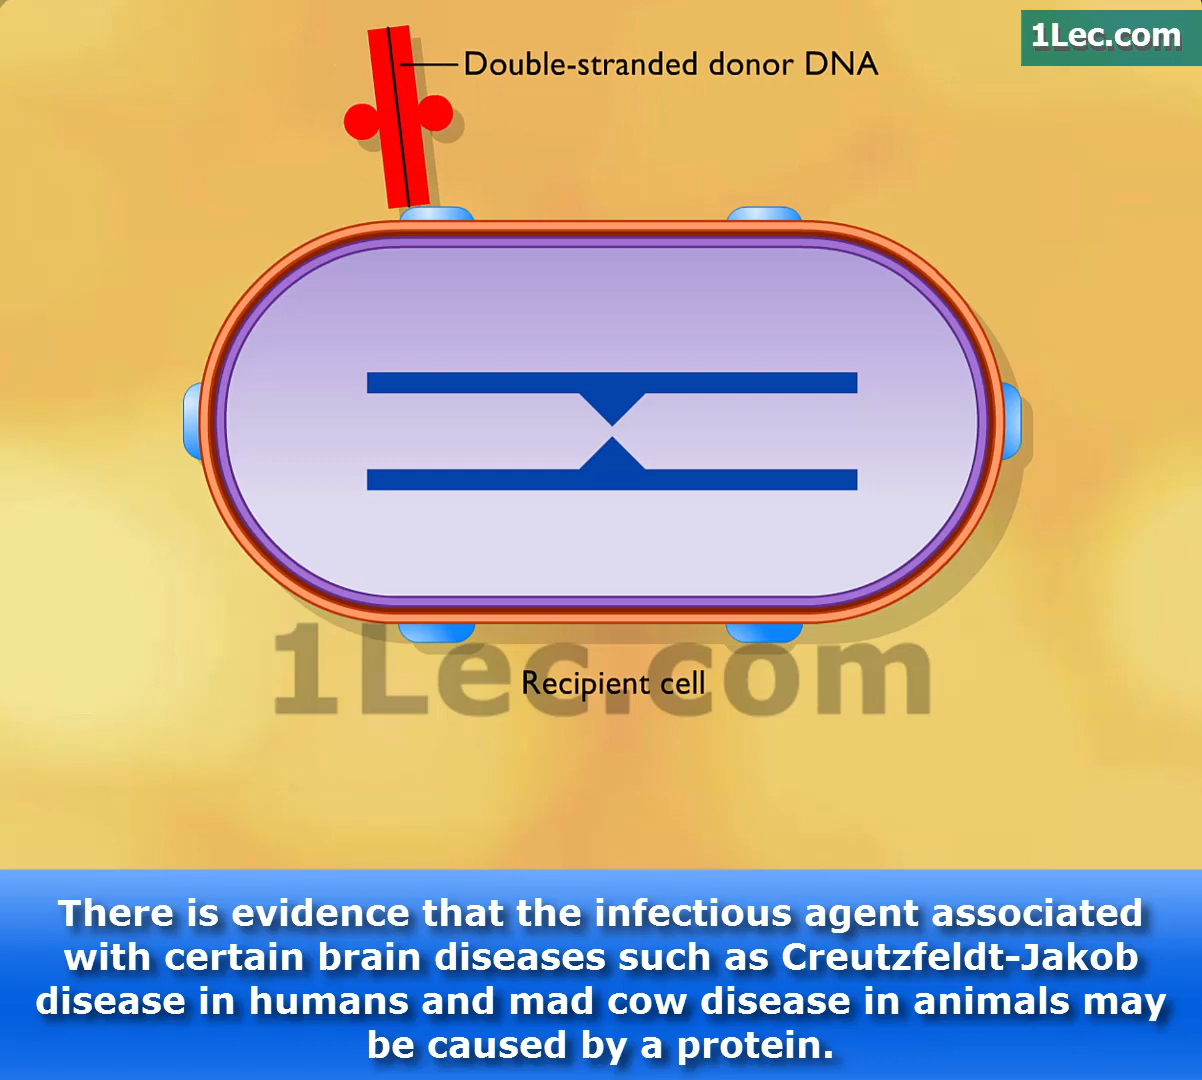 1Lec.com
Double-stranded donor DNA
1Lec.com
Recipient cell
There is evidence that the infectious agent associated
with certain brain diseases such as Creutzfeldt-Jakob
disease in humans and mad cow disease in animals may
be caused by a protein.